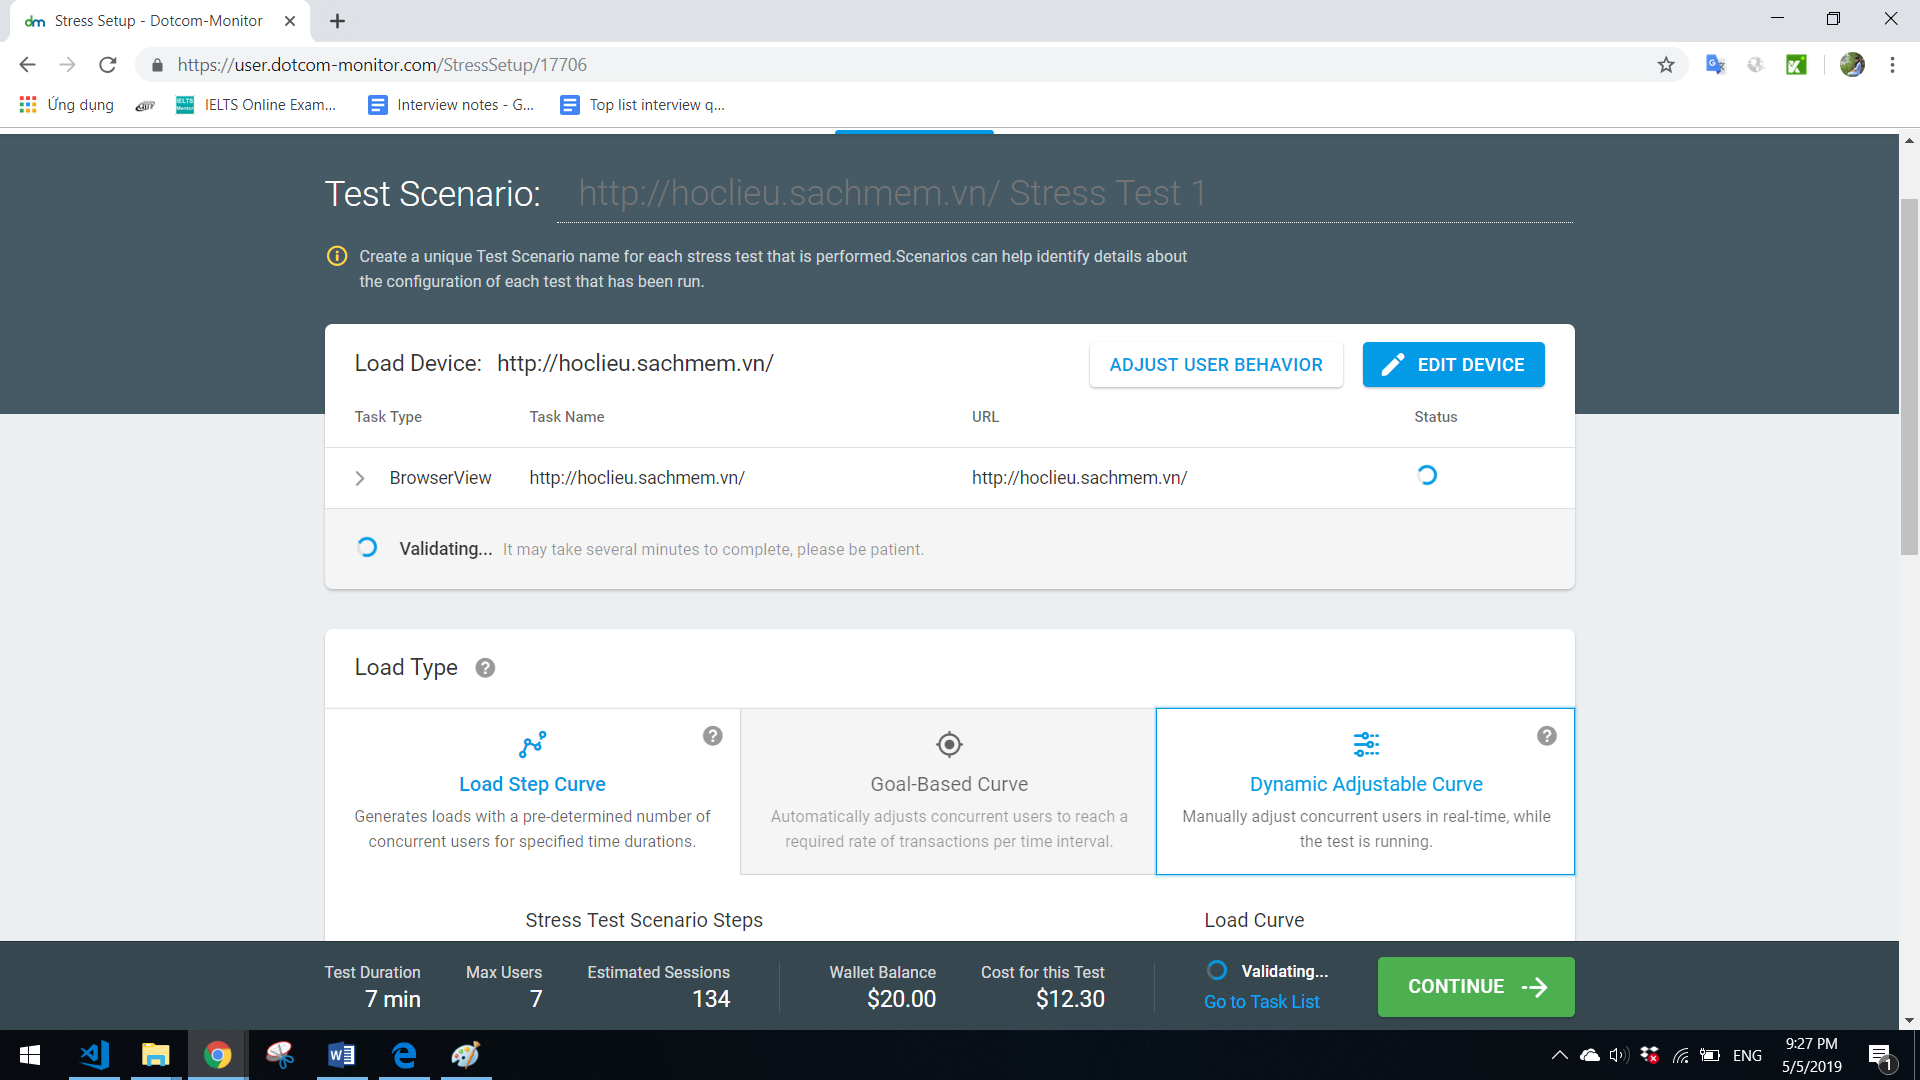 Stress Setup - Dotcom-Monitor
https://user.dotcom-monitor.com/StressSetup/17706
Ứng dụng
IELTS Online Exam...
Interview notes - G...
Top list interview q...
Test Scenario: http://hoclieu.sachmem.vn/ Stress Test 1
Create a unique Test Scenario name for each stress test that is performed.Scenarios can help identify details about
the configuration of each test that has been run.
Load Device: http://hoclieu.sachmem.vn/
ADJUST USER BEHAVIOR
EDIT DEVICE
Task Type Task Name URL Status
BrowserView http://hoclieu.sachmem.vn/ http://hoclieu.sachmem.vn/
Validating... It may take several minutes to complete, please be patient.
Load Type
Load Step Curve
Generates loads with a pre-determined number of
concurrent users for specified time durations.
Goal-Based Curve
Automatically adjusts concurrent users to reach a
required rate of transactions per time interval.
Dynamic Adjustable Curve
Manually adjust concurrent users in real-time, while
the test is running.
Stress Test Scenario Steps
Load Curve
Test Duration
7 min
Max Users
7
Estimated Sessions
134
Wallet Balance
$20.00
Cost for this Test
$12.30
Validating...
Go to Task List
CONTINUE
ENG
9:27 PM
5/5/2019
1